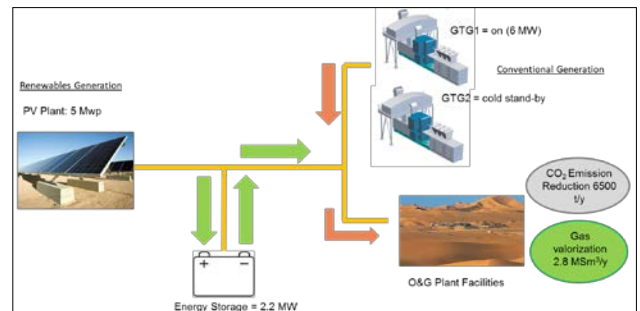 Renewables Generation
PV Plant: 5 Mwp
GTG1 = on (6 MW)
Conventional Generation
GTG2 = cold stand-by
+ −
Energy Storage = 2.2 MW
O&G Plant Facilities
CO₂ Emission
Reduction 6500
t/y
Gas
valorization
2.8 MSm³/y